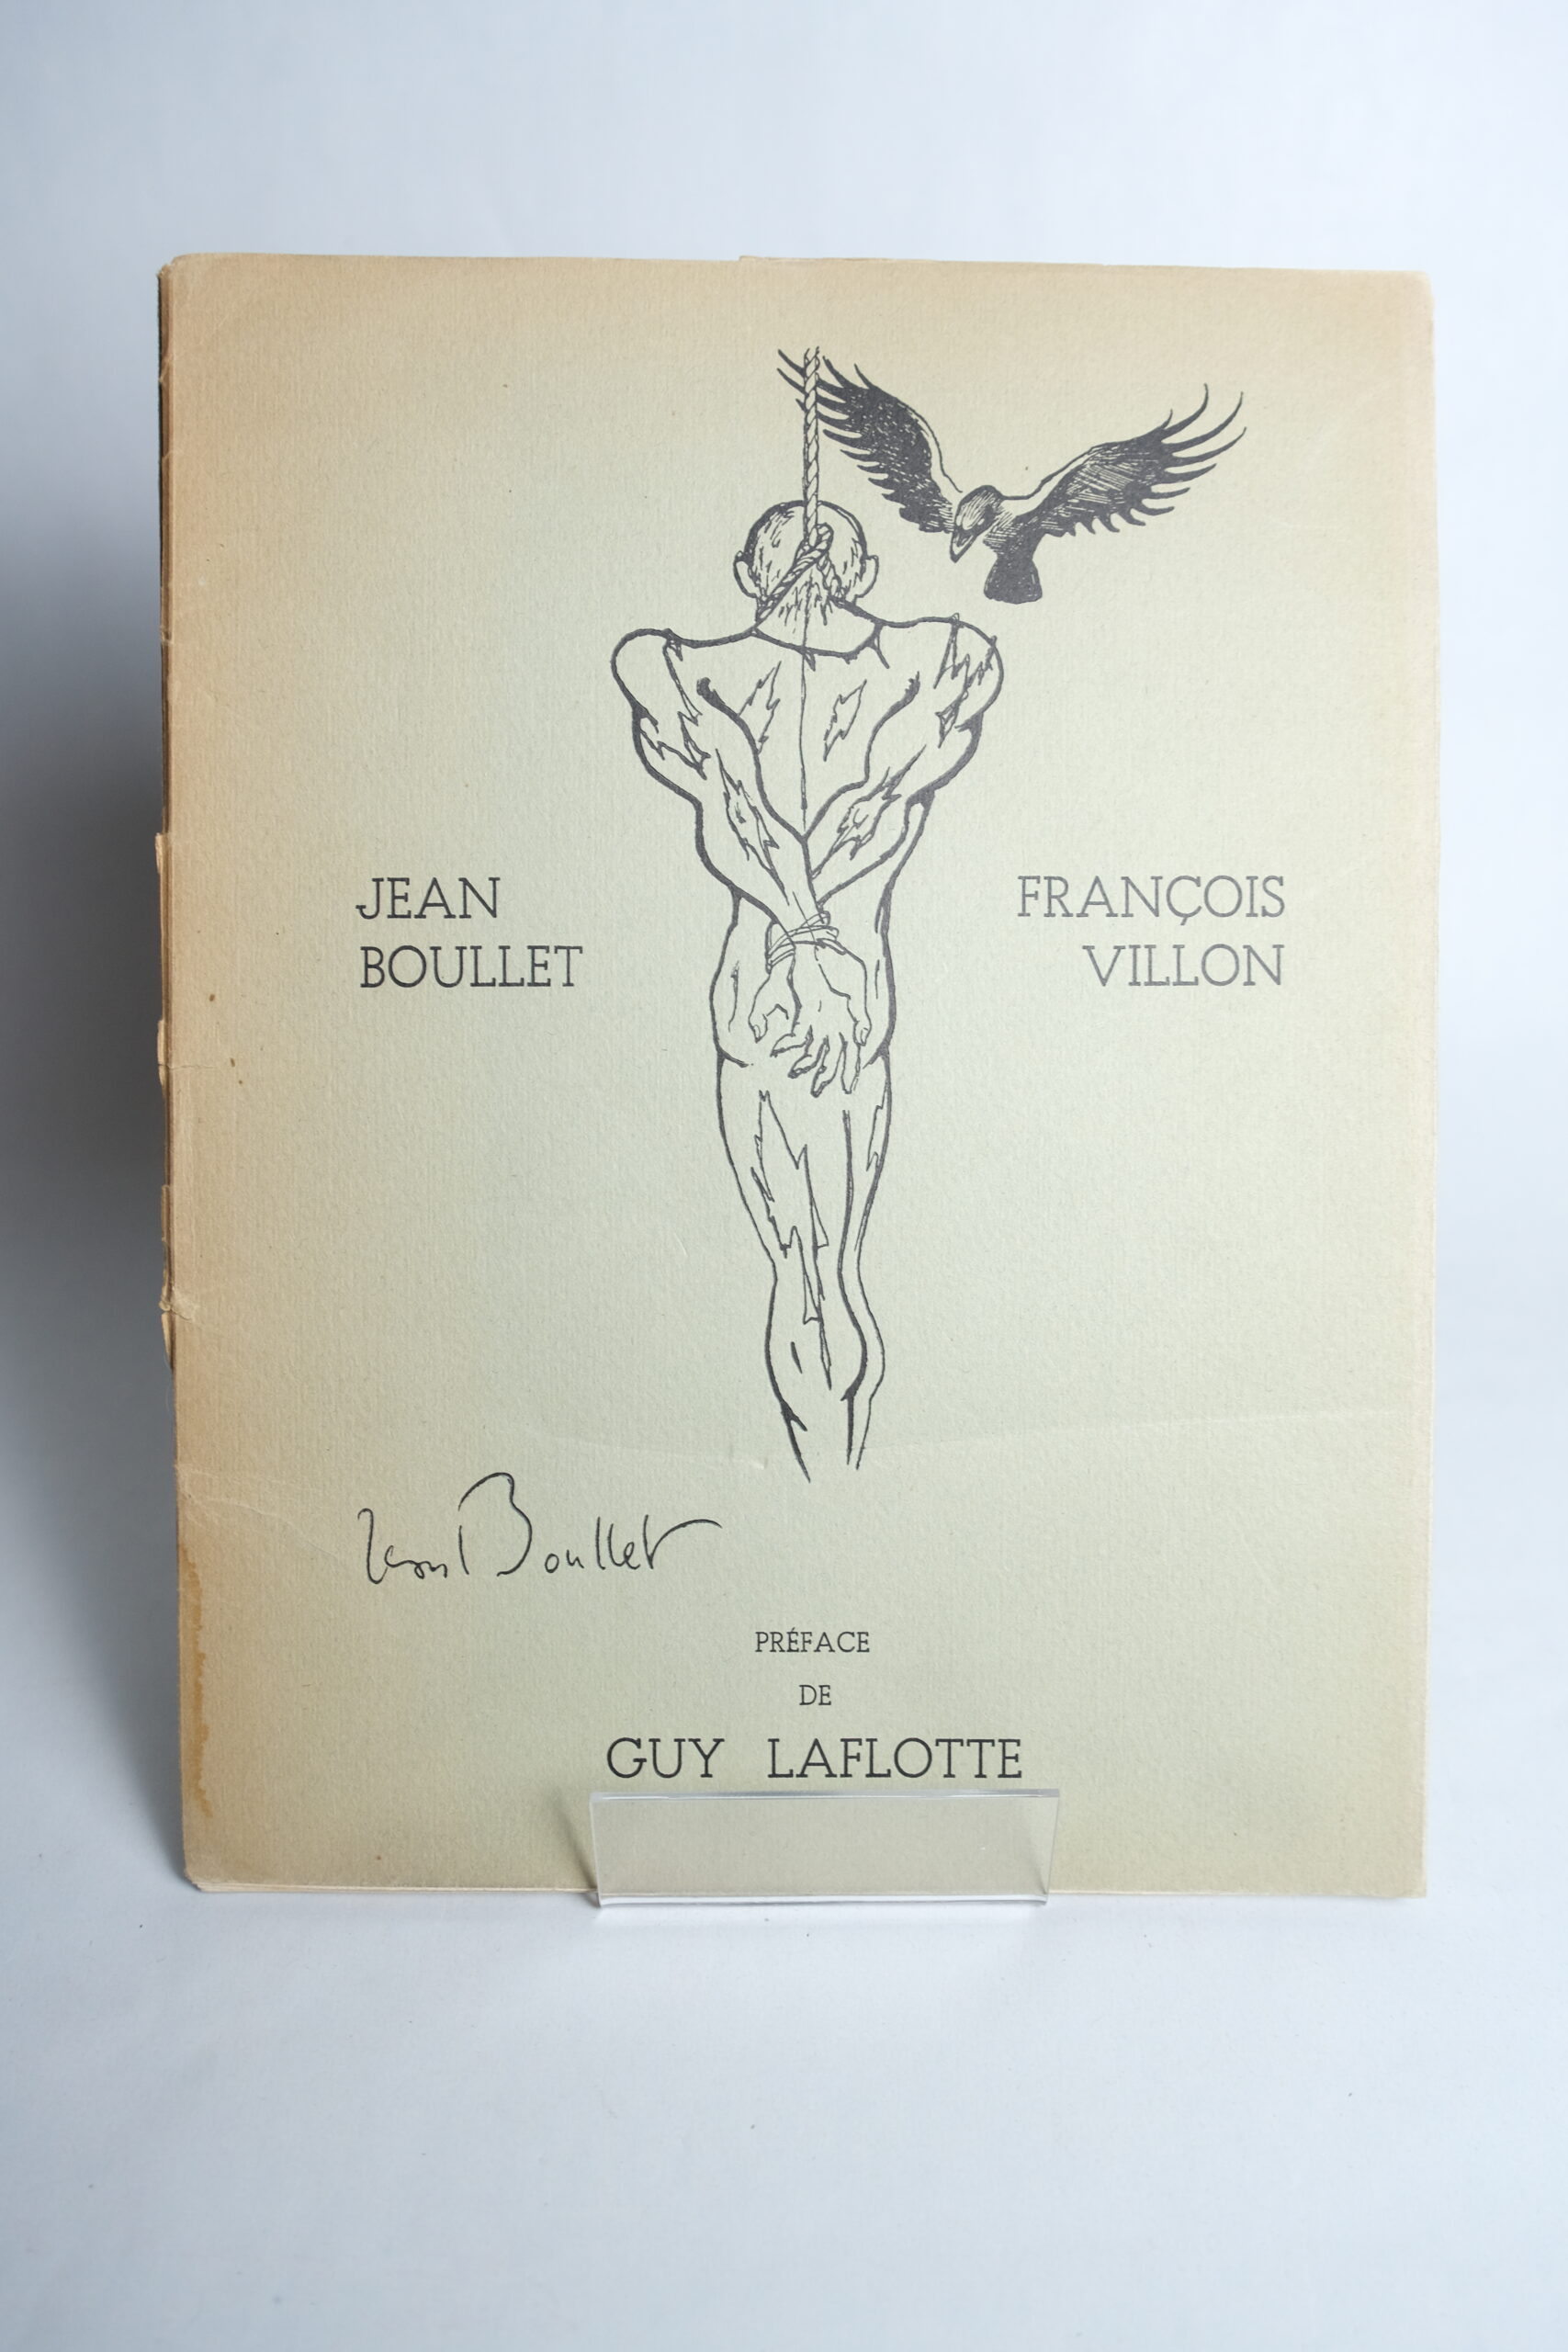 JEAN
BOULLET
FRANÇOIS
VILLON
Jean Boullet
PRÉFACE
DE
GUY LAFLOTTE